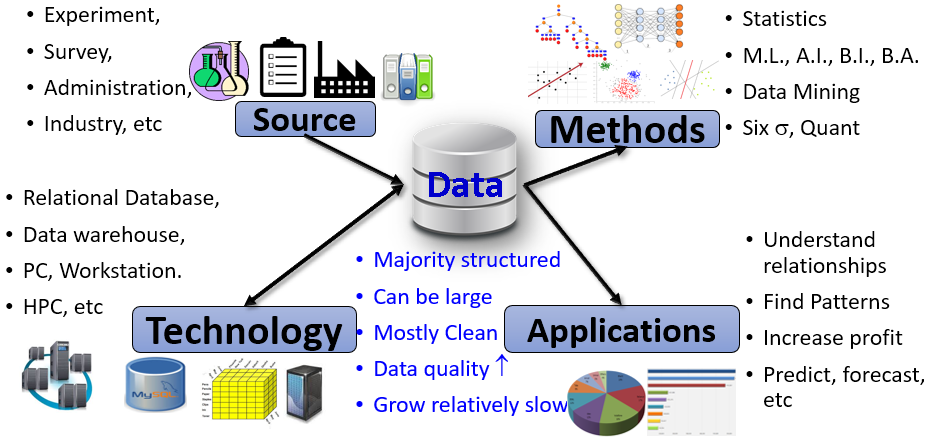 • Experiment,
• Survey,
• Administration,
• Industry, etc
Source
• Statistics
• M.L., A.I., B.I., B.A.
• Data Mining
• Six σ, Quant
Methods
Data
• Relational Database,
• Data warehouse,
• PC, Workstation.
• HPC, etc
Technology
MySQL
• Majority structured
• Can be large
• Mostly Clean
• Data quality ↑
• Grow relatively slow
Applications
• Understand
relationships
• Find Patterns
• Increase profit
• Predict, forecast,
etc